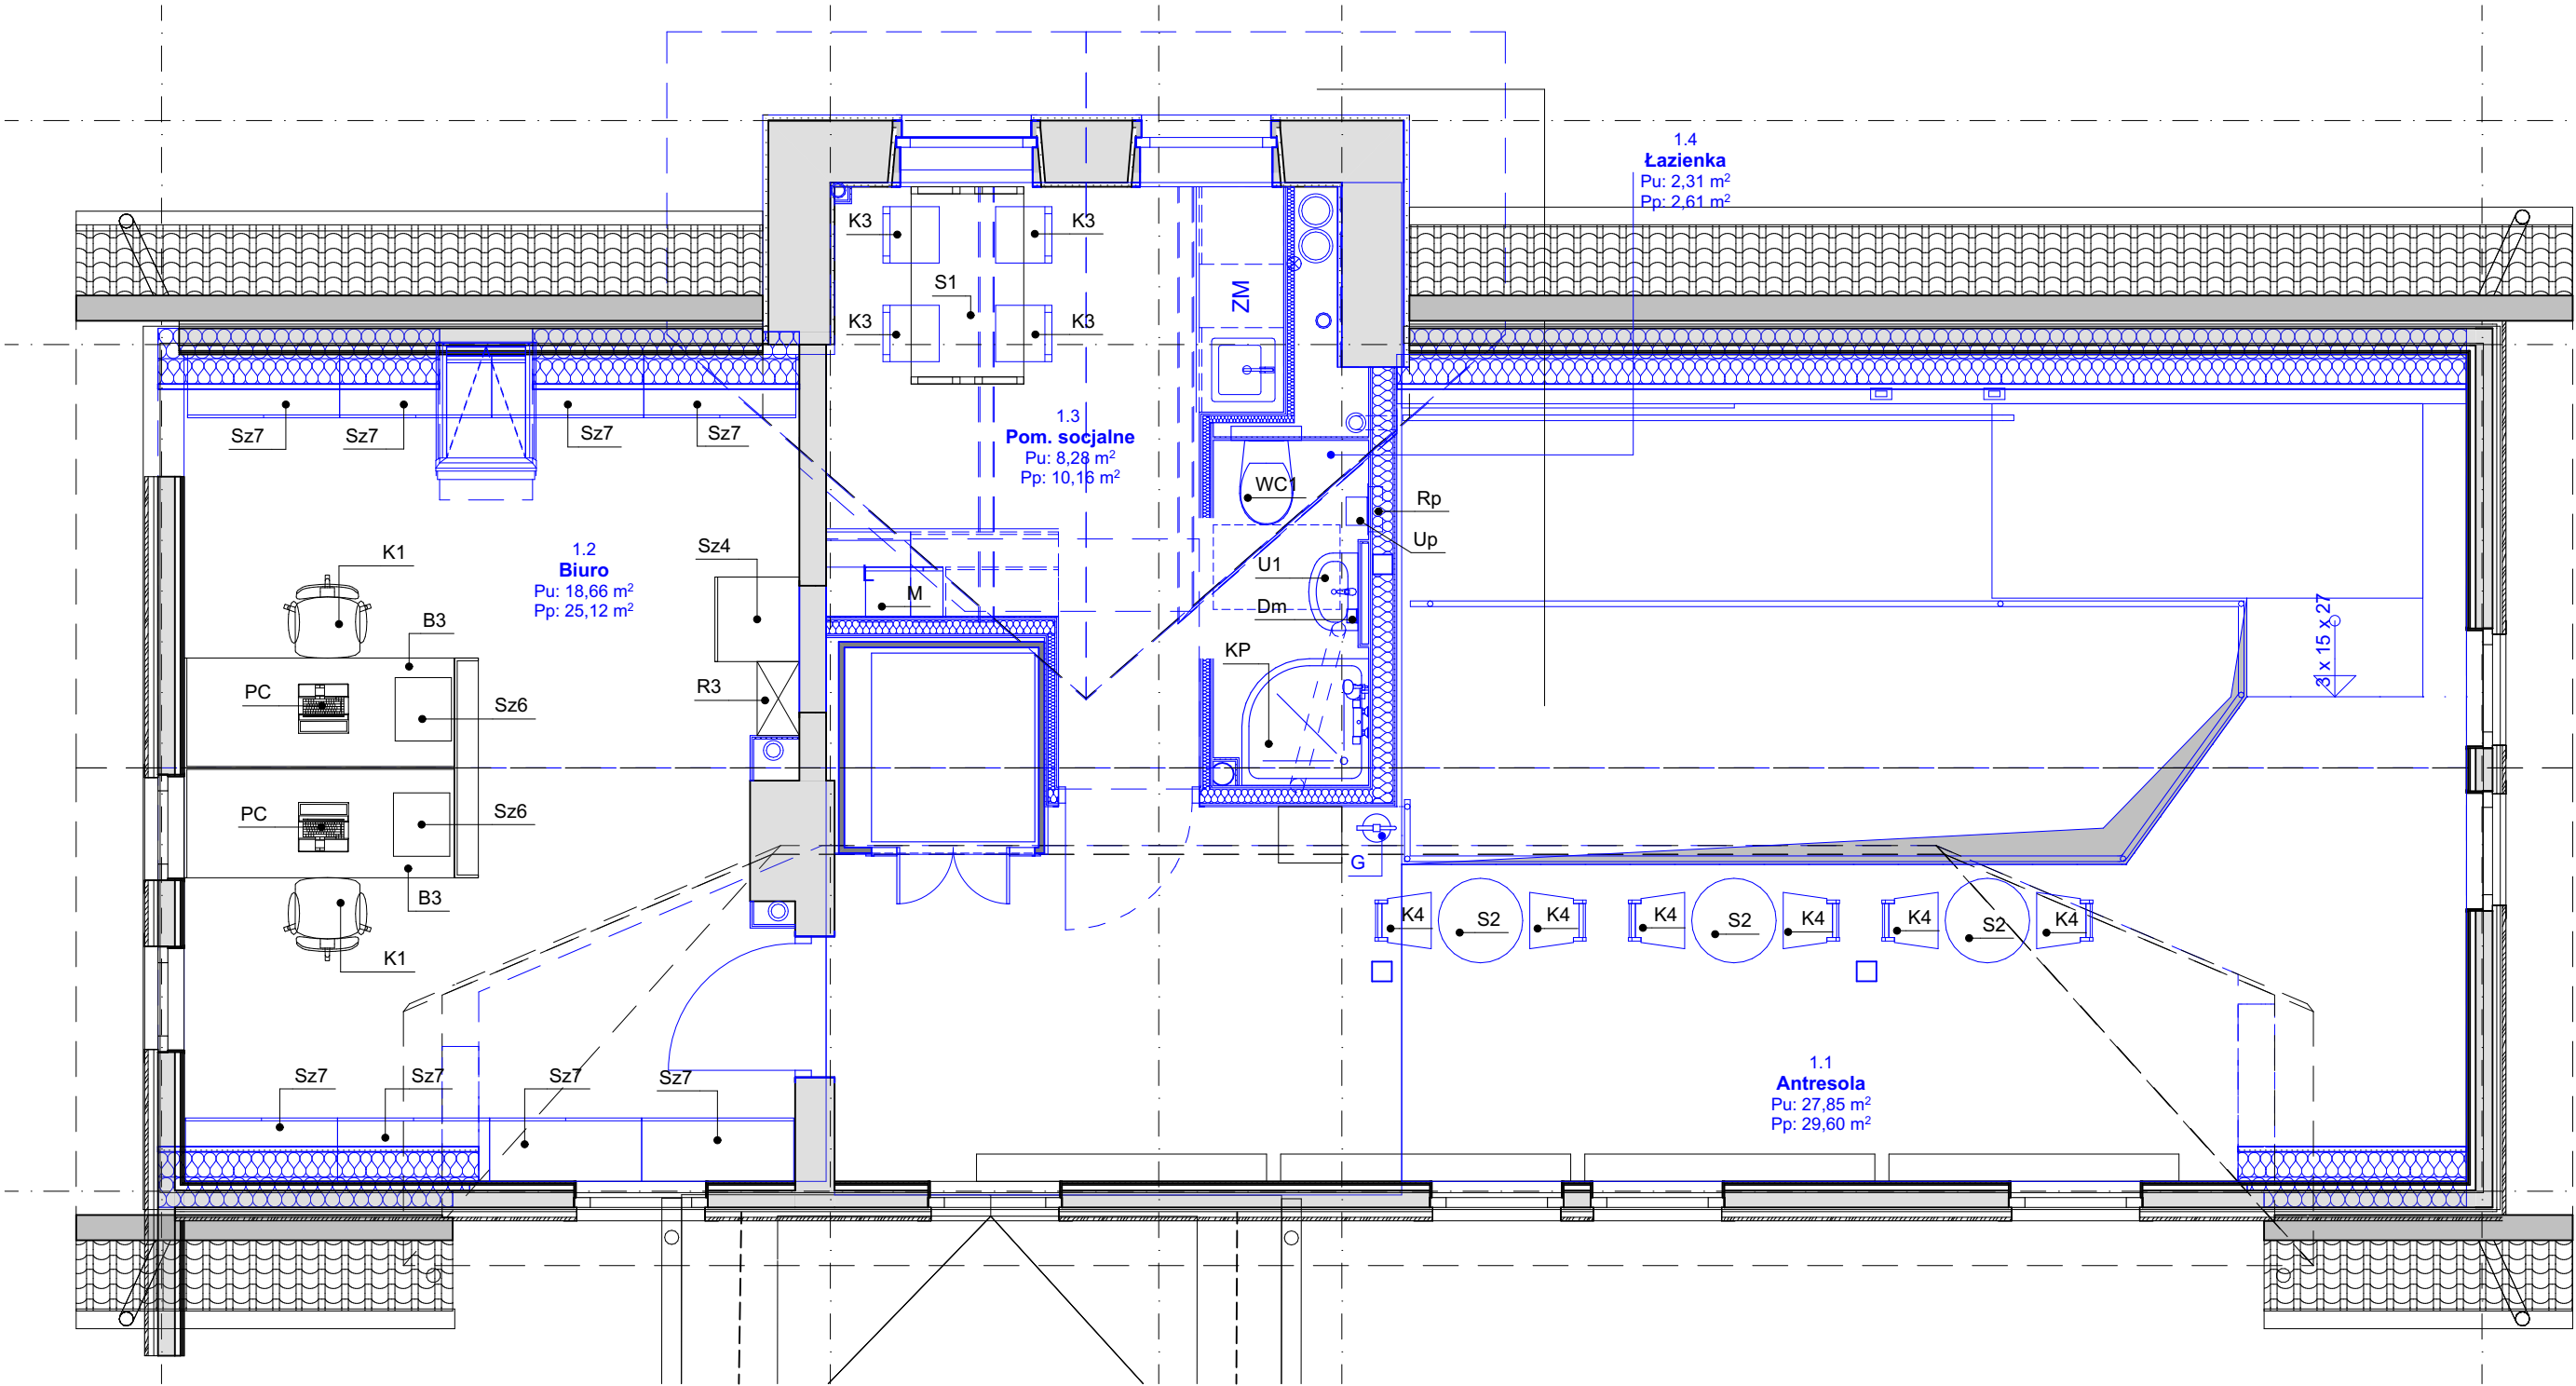 1.4
Łazienka
Pu: 2,31 m²
Pp: 2,61 m²
K3
K3
S1
ZM
K3
K3
1.3
Pom. socjalne
Pu: 8,28 m²
Pp: 10,16 m²
Sz7
Sz7
Sz7
Sz7
WC1
Rp
Up
K1
1.2
Biuro
Pu: 18,66 m²
Pp: 25,12 m²
Sz4
U1
M
L
Dm
B3
KP
3 x 15 x 27
PC
R3
Sz6
PC
Sz6
G
B3
K4
S2
K4
K4
S2
K4
K4
S2
K4
K1
Sz7
Sz7
Sz7
Sz7
1.1
Antresola
Pu: 27,85 m²
Pp: 29,60 m²